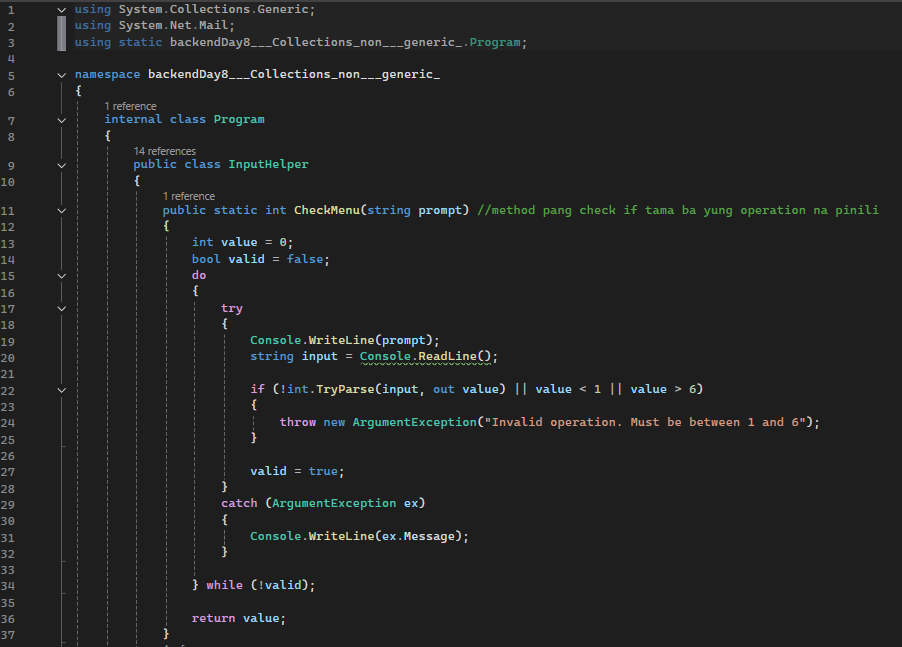 1 using System.Collections.Generic;
2 using System.Net.Mail;
3 using static backendDay8___Collections_non___generic_.Program;
4
5 namespace backendDay8___Collections_non___generic_
6 {
1 reference
7 internal class Program
8 {
14 references
9 public class InputHelper
10 {
1 reference
11 public static int CheckMenu(string prompt) //method pang check if tama ba yung operation na pinili
12 {
13 int value = 0;
14 bool valid = false;
15 do
16 {
17 try
18 {
19 Console.WriteLine(prompt);
20 string input = Console.ReadLine();
21
22 if (!int.TryParse(input, out value) || value < 1 || value > 6)
23 {
24 throw new ArgumentException("Invalid operation. Must be between 1 and 6");
25 }
26
27 valid = true;
28 }
29 catch (ArgumentException ex)
30 {
31 Console.WriteLine(ex.Message);
32 }
33
34 } while (!valid);
35
36 return value;
37 }